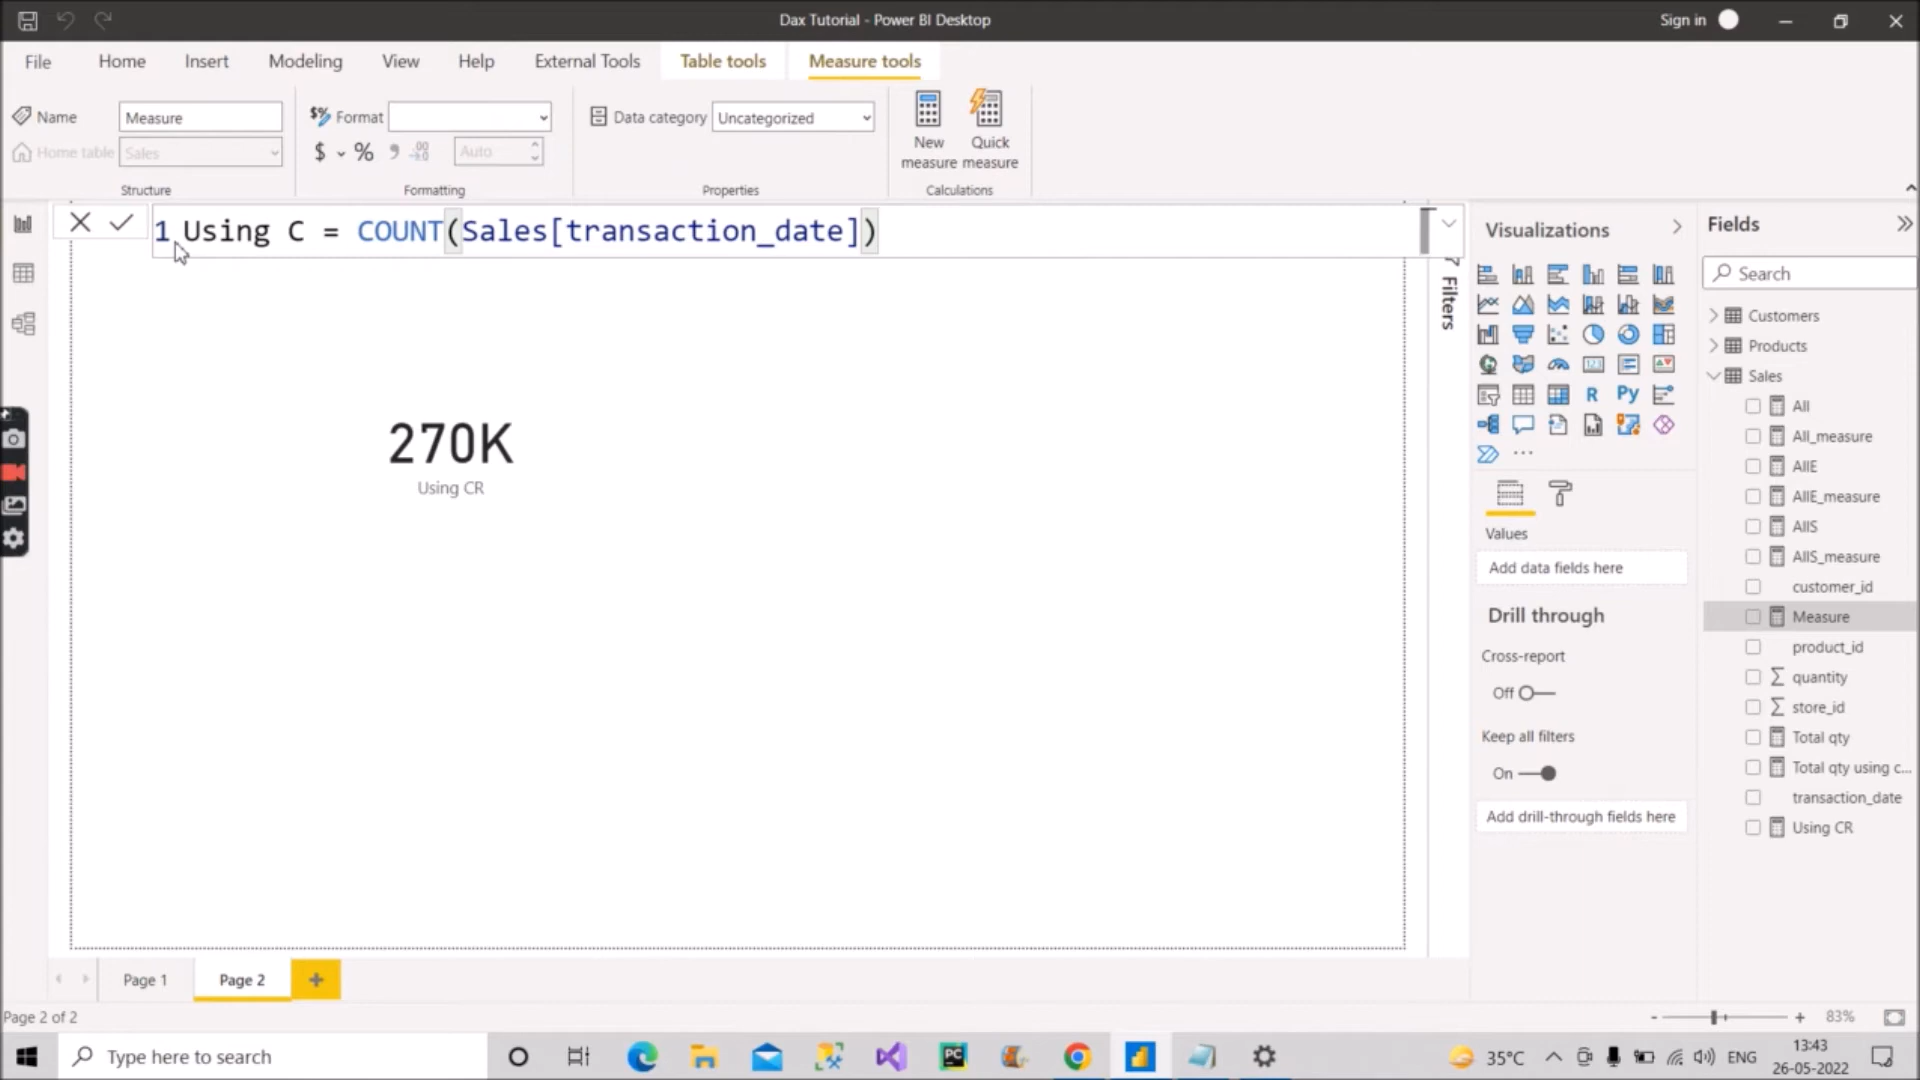 Dax Tutorial - Power BI Desktop
Sign in
File Home Insert Modeling View Help External Tools Table tools Measure tools
Name Measure
Home table Sales
Structure
Format
$ % Auto
Formatting
Data category Uncategorized
Properties
New measure
Quick measure
Calculations
1 Using C = COUNT(Sales[transaction_date])
270K
Using CR
Filters
Visualizations
R Py
Values
Add data fields here
Drill through
Cross-report
Off
Keep all filters
On
Add drill-through fields here
Fields
Search
Customers
Products
Sales
All
All_measure
AllE
AllE_measure
AllS
AllS_measure
customer_id
Measure
product_id
quantity
store_id
Total qty
Total qty using c...
transaction_date
Using CR
Page 1 Page 2
Page 2 of 2
83%
Type here to search
PC
35°C
ENG
13:43
26-05-2022